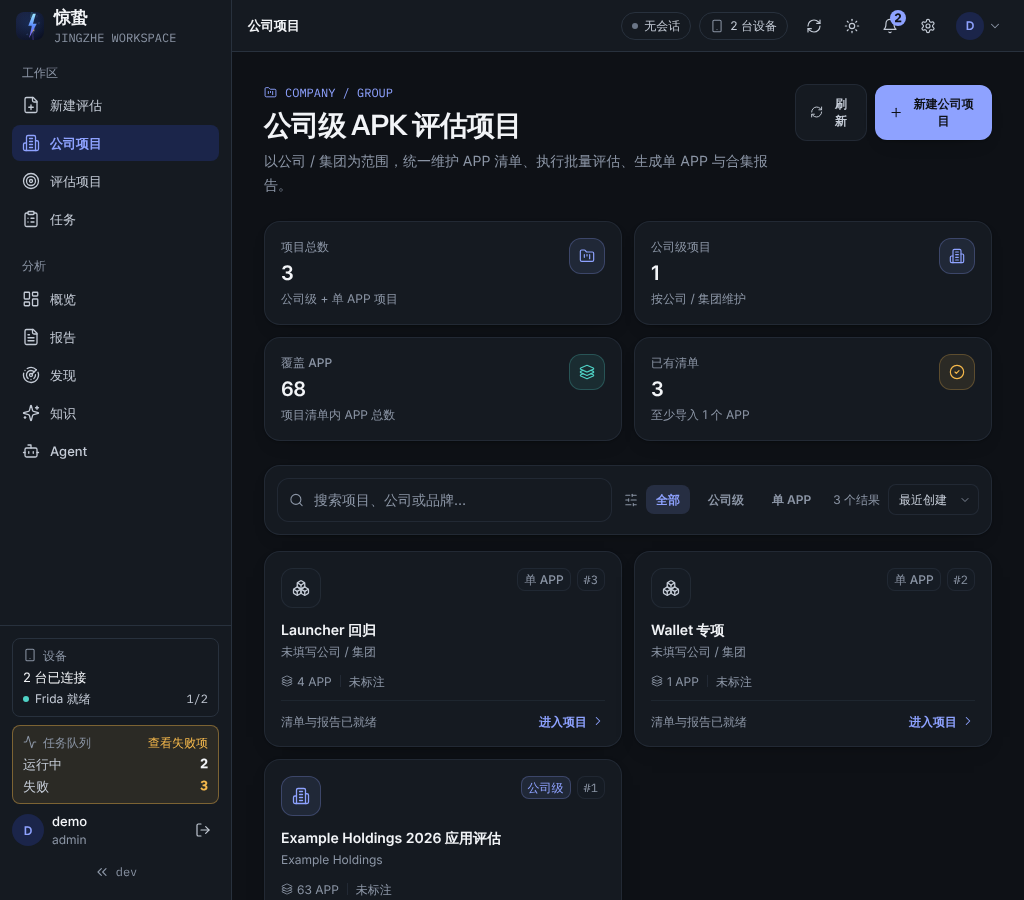 惊蛰
JINGZHE WORKSPACE
工作区
新建评估
公司项目
评估项目
任务
分析
概览
报告
发现
知识
Agent
设备
2 台已连接
Frida 就绪 1/2
任务队列 查看失败项
运行中 2
失败 3
D
demo
admin
dev
公司项目
无会话
2 台设备
2
D
COMPANY / GROUP
公司级 APK 评估项目
以公司 / 集团为范围，统一维护 APP 清单、执行批量评估、生成单 APP 与合集报
告。
刷
新
新建公司项
目
项目总数
3
公司级 + 单 APP 项目
公司级项目
1
按公司 / 集团维护
覆盖 APP
68
项目清单内 APP 总数
已有清单
3
至少导入 1 个 APP
搜索项目、公司或品牌...
全部
公司级
单 APP
3 个结果
最近创建
单 APP #3
Launcher 回归
未填写公司 / 集团
4 APP 未标注
清单与报告已就绪 进入项目
单 APP #2
Wallet 专项
未填写公司 / 集团
1 APP 未标注
清单与报告已就绪 进入项目
公司级 #1
Example Holdings 2026 应用评估
Example Holdings
63 APP 未标注